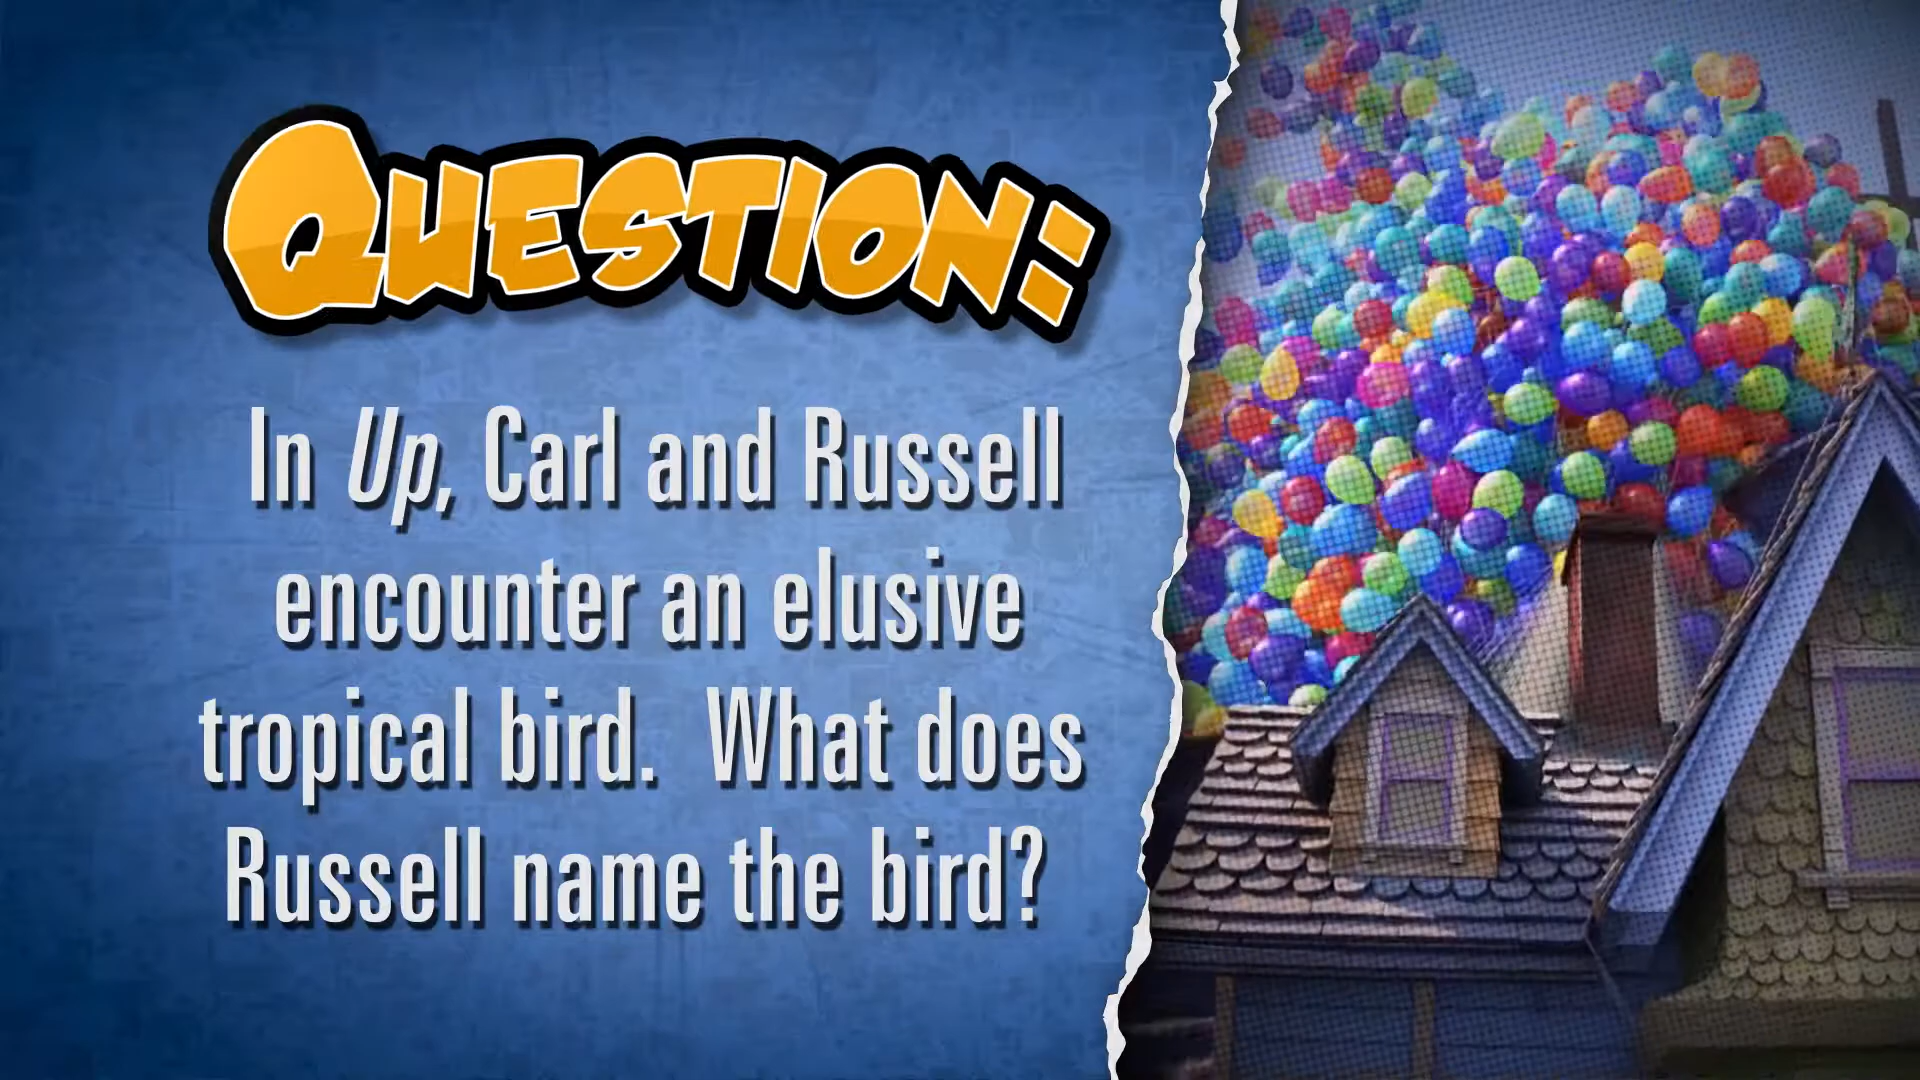 QUESTION:
In Up, Carl and Russell
encounter an elusive
tropical bird. What does
Russell name the bird?